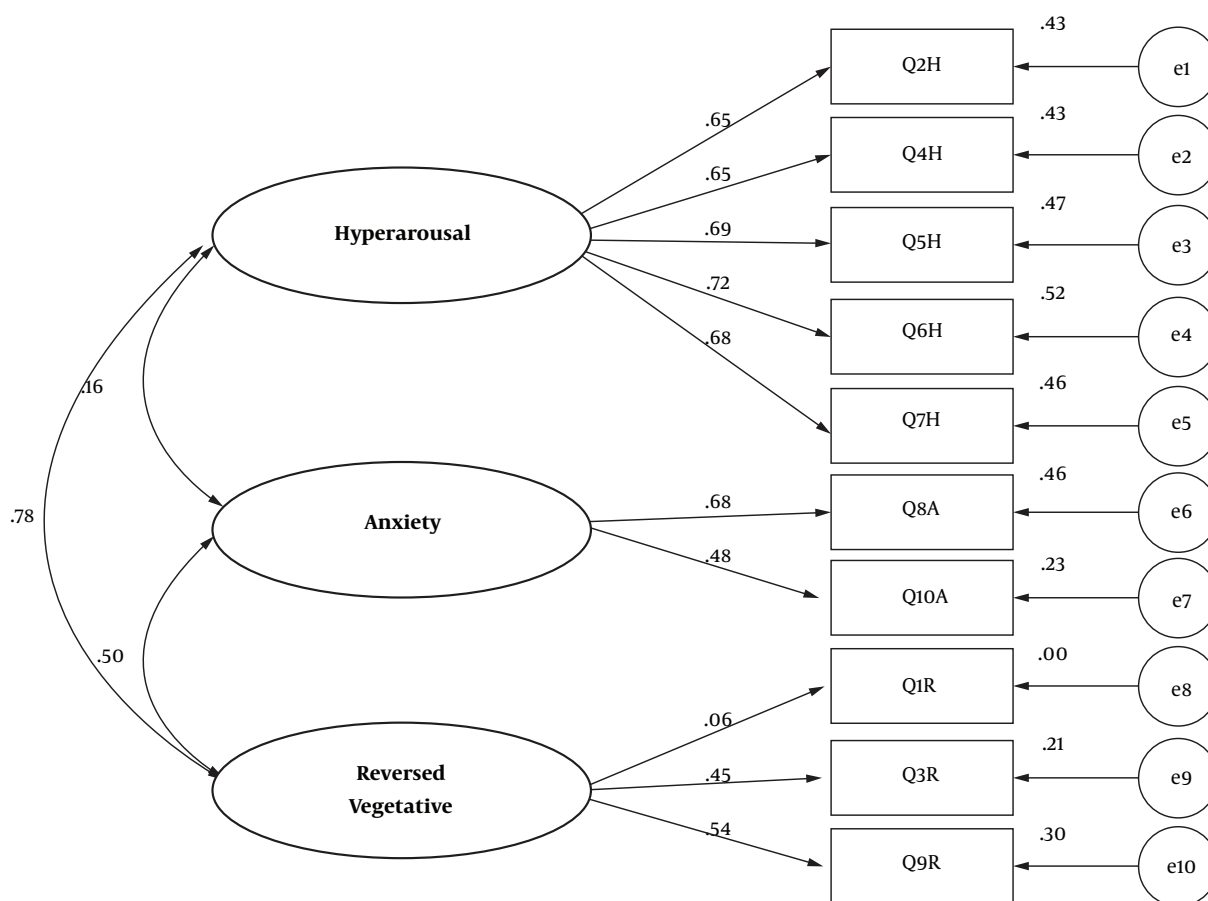 .43
Q2H
e1
.65
.43
Q4H
e2
.65
.47
Q5H
e3
.69
Hyperarousal
.72
.52
Q6H
e4
.68
.46
Q7H
e5
.16
.78
Anxiety
.68
.46
Q8A
e6
.48
.23
Q10A
e7
.50
.00
Q1R
e8
.06
Reversed
Vegetative
.45
.21
Q3R
e9
.54
.30
Q9R
e10